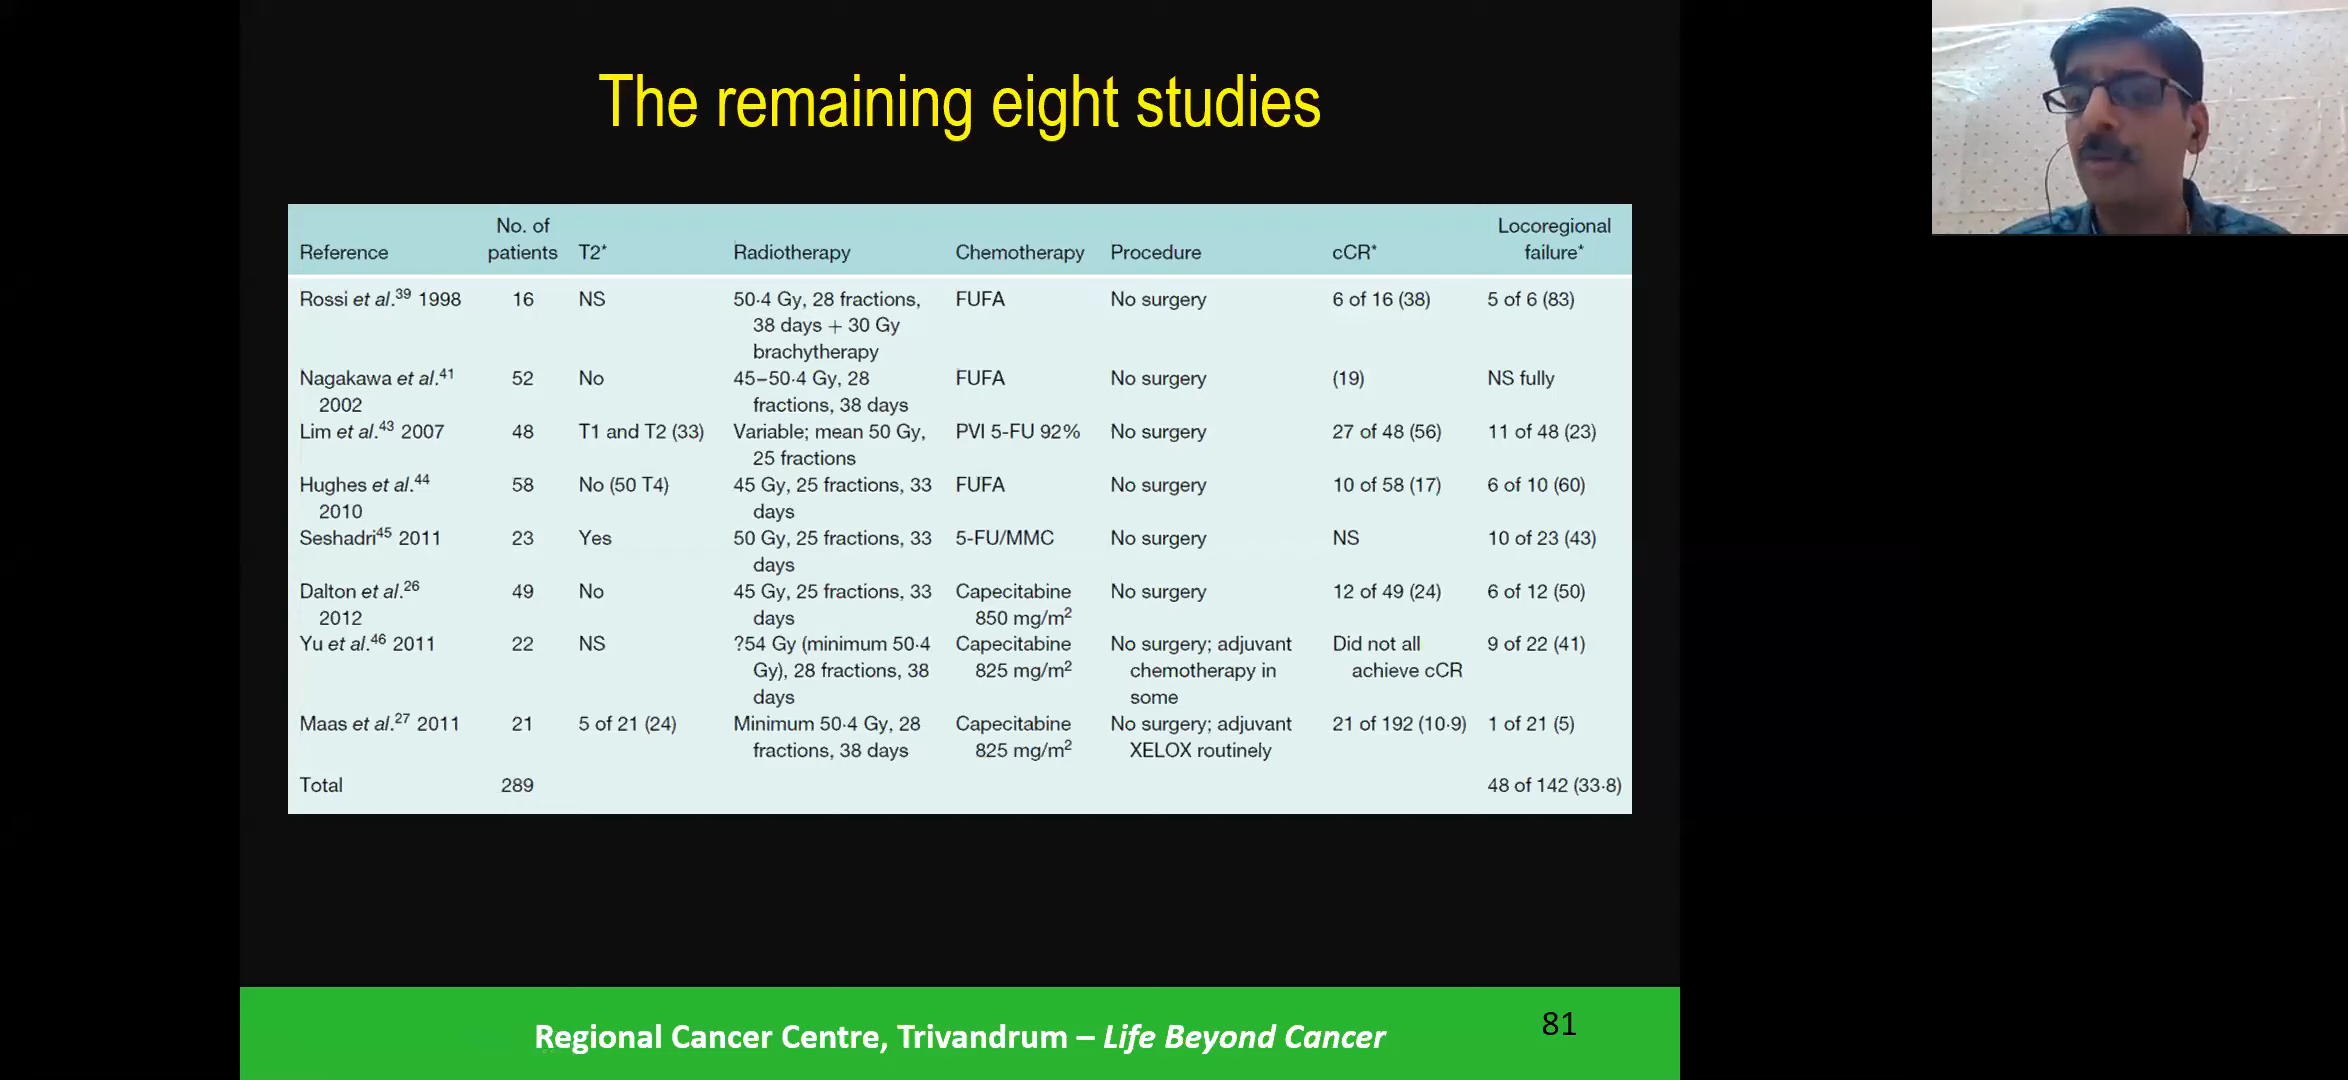 The remaining eight studies
No. of Locoregional
Reference patients T2* Radiotherapy Chemotherapy Procedure cCR* failure*
Rossi et al.39 1998 16 NS 50·4 Gy, 28 fractions, FUFA No surgery 6 of 16 (38) 5 of 6 (83)
38 days + 30 Gy
brachytherapy
Nagakawa et al.41 52 No 45–50·4 Gy, 28 FUFA No surgery (19) NS fully
2002 fractions, 38 days
Lim et al.43 2007 48 T1 and T2 (33) Variable; mean 50 Gy, PVI 5-FU 92% No surgery 27 of 48 (56) 11 of 48 (23)
25 fractions
Hughes et al.44 58 No (50 T4) 45 Gy, 25 fractions, 33 FUFA No surgery 10 of 58 (17) 6 of 10 (60)
2010 days
Seshadri45 2011 23 Yes 50 Gy, 25 fractions, 33 5-FU/MMC No surgery NS 10 of 23 (43)
days
Dalton et al.26 49 No 45 Gy, 25 fractions, 33 Capecitabine No surgery 12 of 49 (24) 6 of 12 (50)
2012 days 850 mg/m2
Yu et al.46 2011 22 NS ?54 Gy (minimum 50·4 Capecitabine No surgery; adjuvant Did not all 9 of 22 (41)
Gy), 28 fractions, 38 825 mg/m2 chemotherapy in achieve cCR
days some
Maas et al.27 2011 21 5 of 21 (24) Minimum 50·4 Gy, 28 Capecitabine No surgery; adjuvant 21 of 192 (10·9) 1 of 21 (5)
fractions, 38 days 825 mg/m2 XELOX routinely
Total 289 48 of 142 (33·8)
Regional Cancer Centre, Trivandrum – Life Beyond Cancer 81